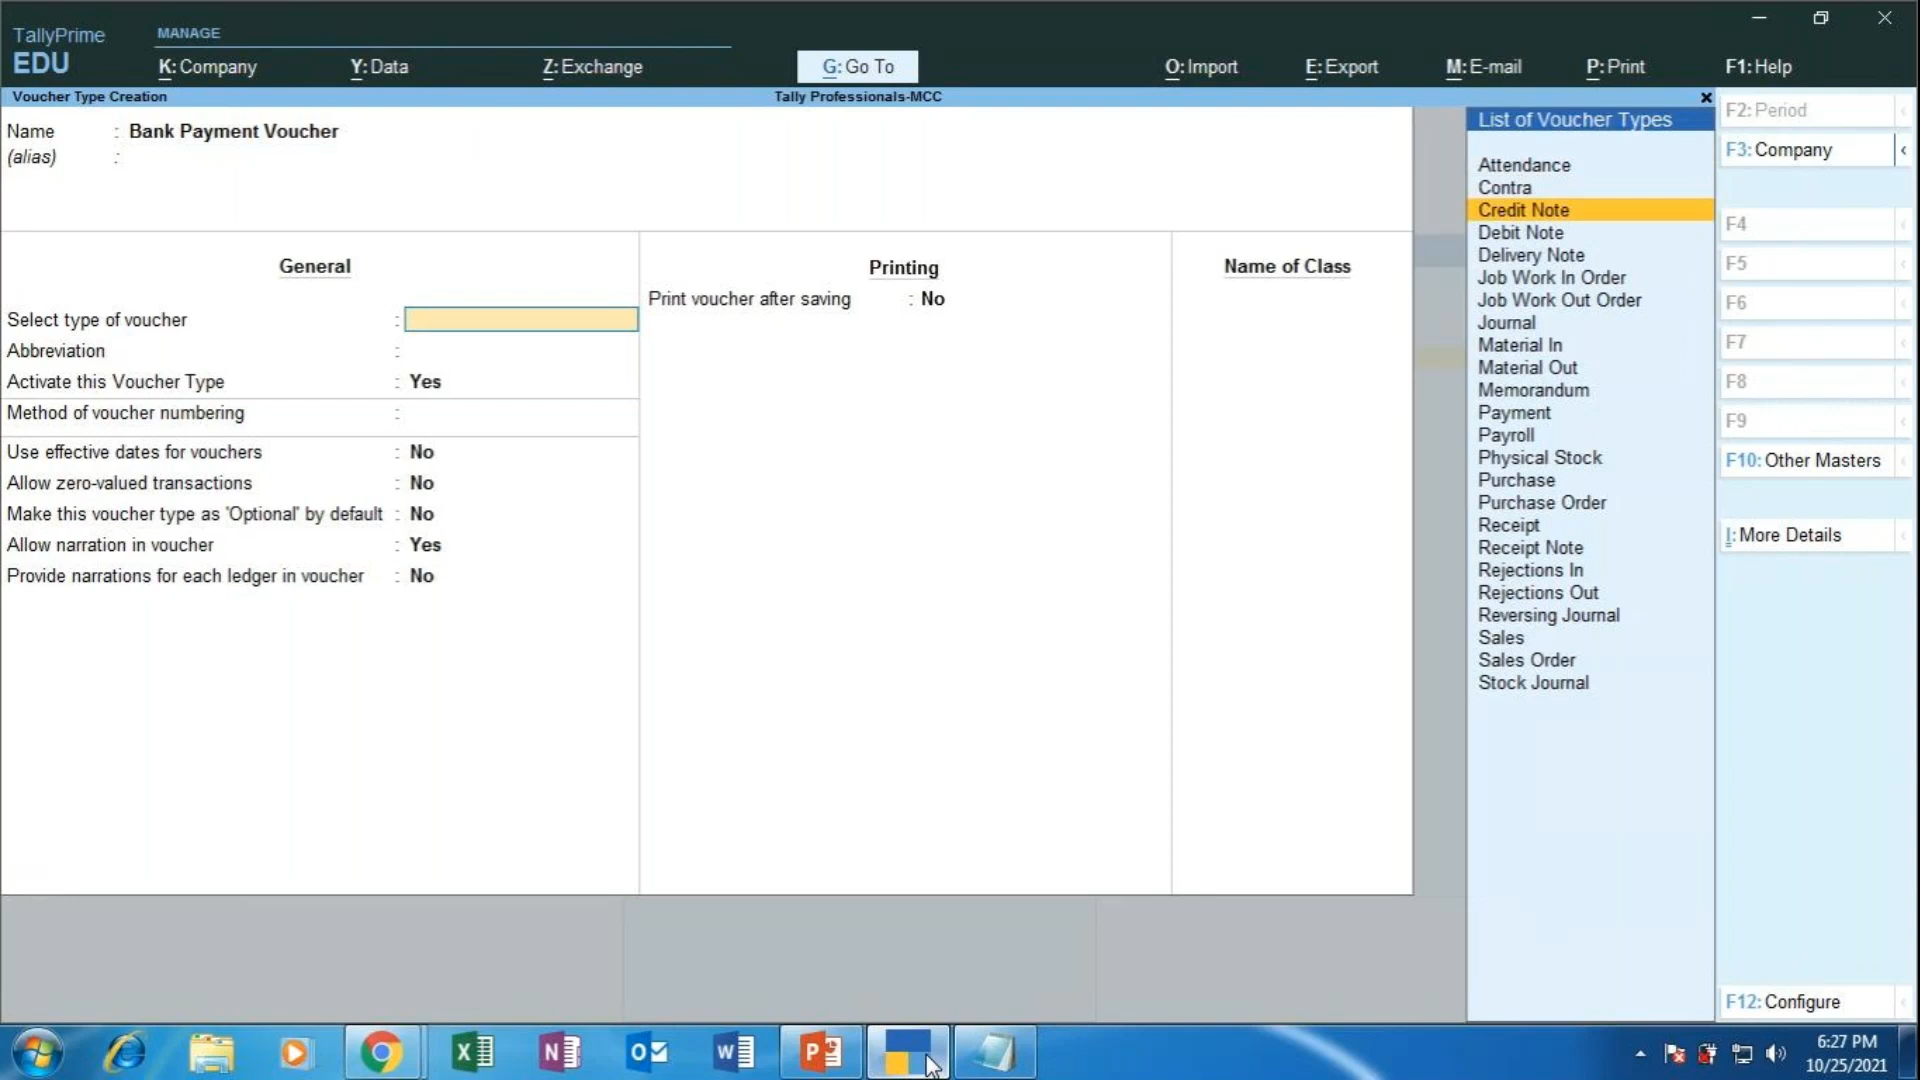 TallyPrime
EDU
MANAGE
K: Company
Y: Data
Z: Exchange
G: Go To
O: Import
E: Export
M: E-mail
P: Print
F1: Help
Voucher Type Creation
Tally Professionals-MCC
Name : Bank Payment Voucher
(alias) :
General
Select type of voucher :
Abbreviation :
Activate this Voucher Type : Yes
Method of voucher numbering :
Use effective dates for vouchers : No
Allow zero-valued transactions : No
Make this voucher type as 'Optional' by default : No
Allow narration in voucher : Yes
Provide narrations for each ledger in voucher : No
Printing
Print voucher after saving : No
Name of Class
List of Voucher Types
Attendance
Contra
Credit Note
Debit Note
Delivery Note
Job Work In Order
Job Work Out Order
Journal
Material In
Material Out
Memorandum
Payment
Payroll
Physical Stock
Purchase
Purchase Order
Receipt
Receipt Note
Rejections In
Rejections Out
Reversing Journal
Sales
Sales Order
Stock Journal
F2: Period
F3: Company
F4
F5
F6
F7
F8
F9
F10: Other Masters
I: More Details
F12: Configure
6:27 PM
10/25/2021